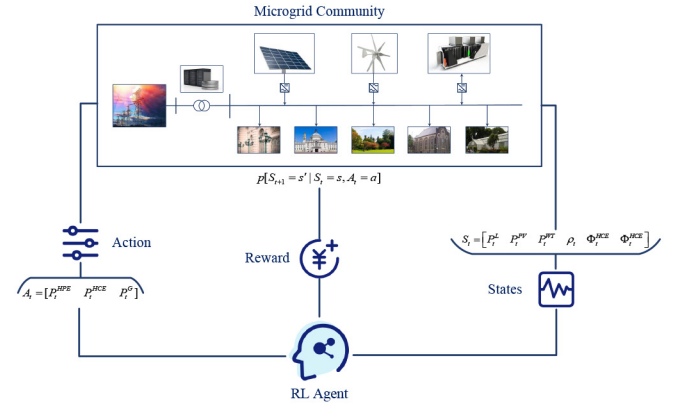 Microgrid Community
p[S_{t+1} = s' | S_t = s, A_t = a]
Action
A_t = [P_t^{HPE} P_t^{HCE} P_t^G]
Reward
S_t = [P_t^L P_t^{PV} P_t^{WT} ρ_t Φ_t^{HCE} Φ_t^{HCE}]
States
RL Agent